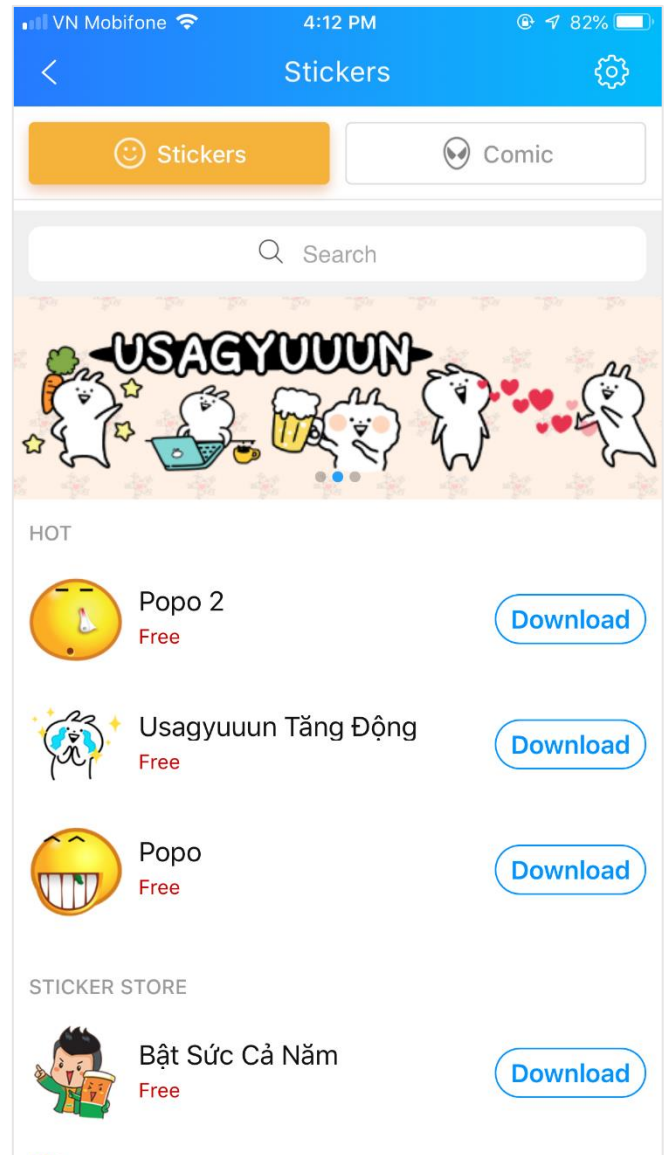 VN Mobifone 4:12 PM 82%
Stickers
Stickers Comic
Search
USAGYUUUN
HOT
Popo 2
Free
Download
Usagyuuun Tăng Động
Free
Download
Popo
Free
Download
STICKER STORE
Bật Sức Cả Năm
Free
Download